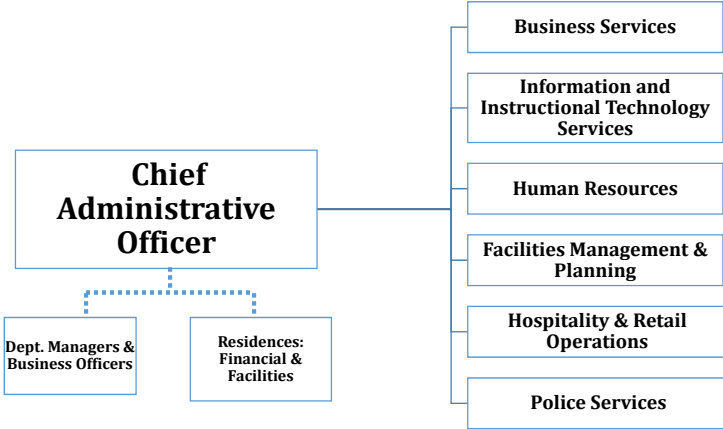 Chief
Administrative
Officer
Dept. Managers &
Business Officers
Residences:
Financial &
Facilities
Business Services
Information and
Instructional Technology
Services
Human Resources
Facilities Management &
Planning
Hospitality & Retail
Operations
Police Services